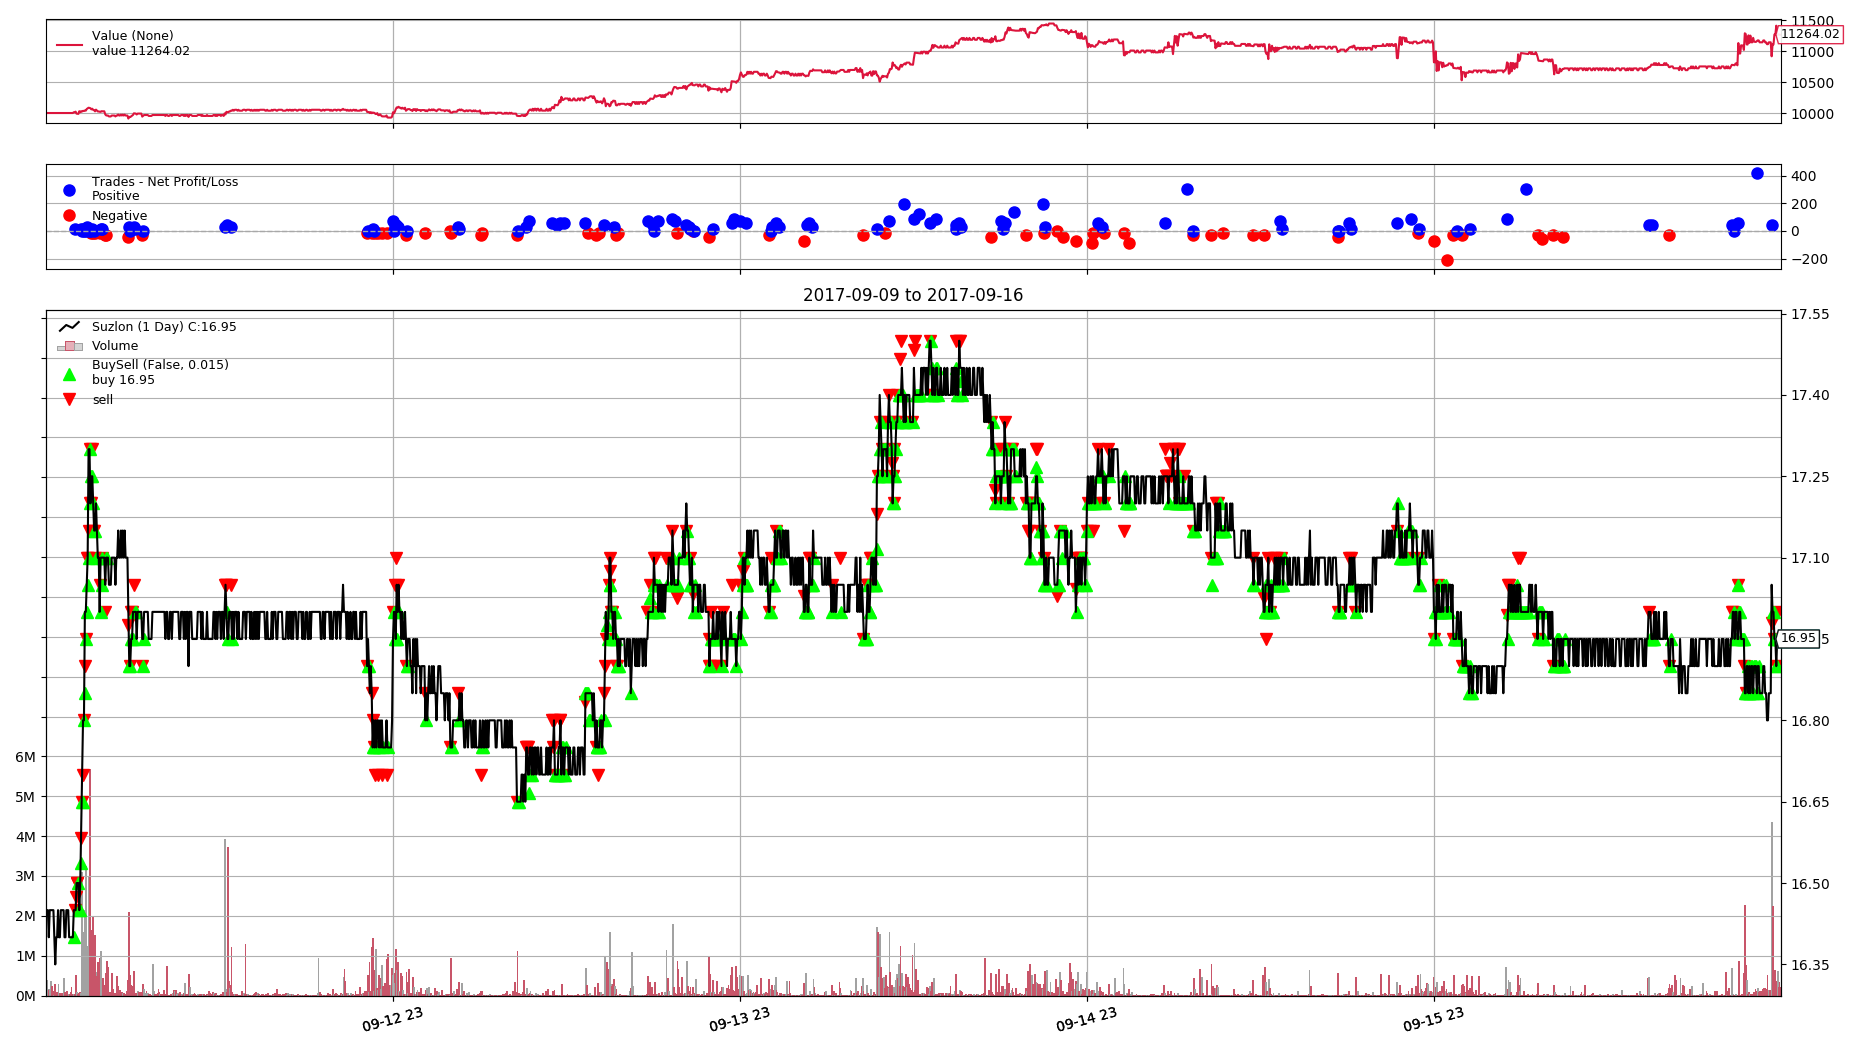 Value (None)
value 11264.02
11500
11264.02
11000
10500
10000
Trades - Net Profit/Loss
Positive
Negative
400
200
0
−200
2017-09-09 to 2017-09-16
Suzlon (1 Day) C:16.95
Volume
BuySell (False, 0.015)
buy 16.95
sell
17.55
17.40
17.25
17.10
16.95
5
16.80
16.65
16.50
16.35
6M
5M
4M
3M
2M
1M
0M
09-12 23
09-13 23
09-14 23
09-15 23